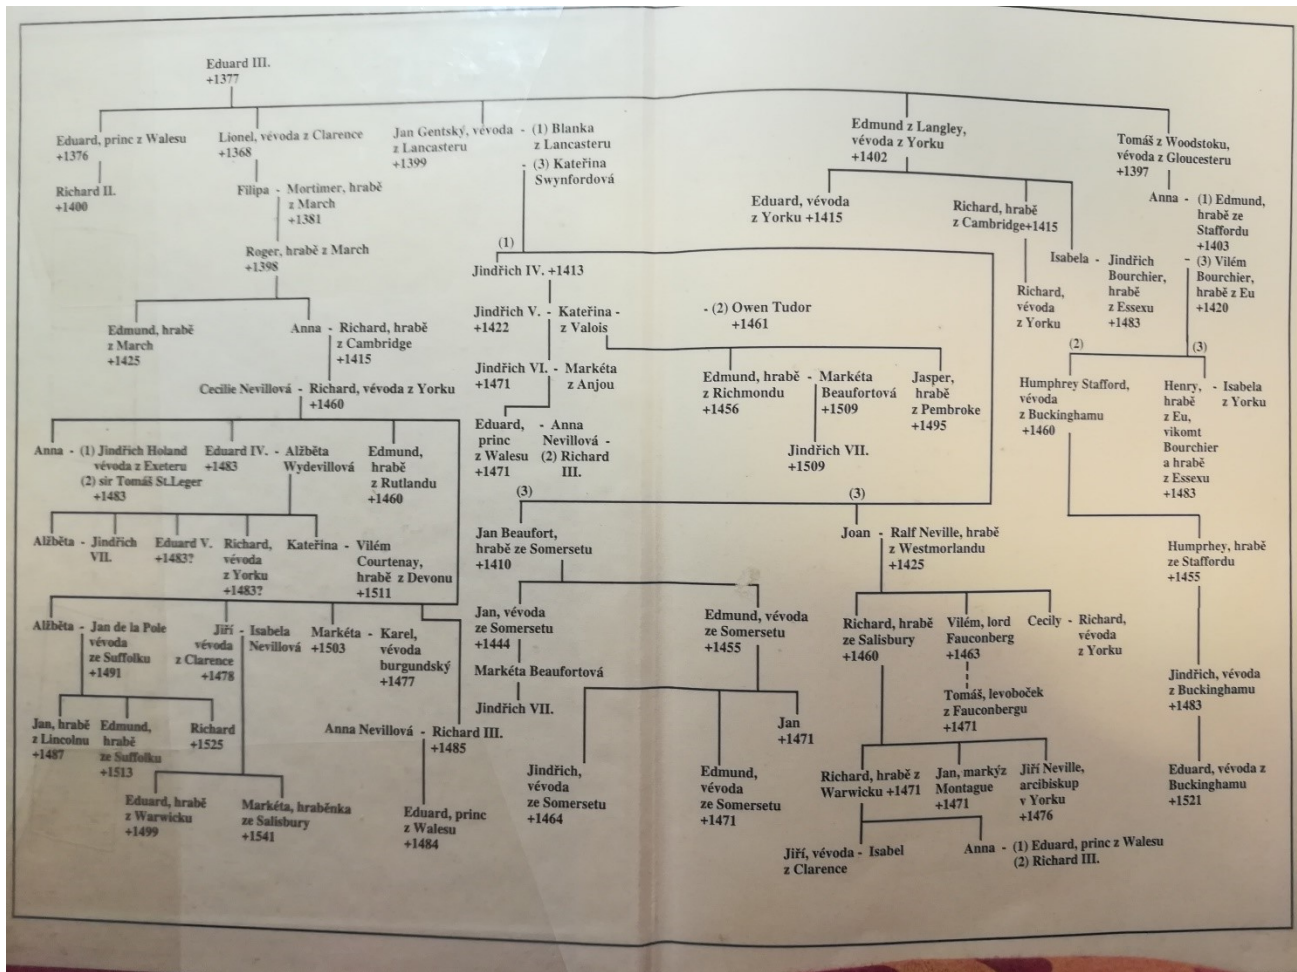 Eduard III.
+1377
Eduard, princ z Walesu
+1376
Richard II.
+1400
Lionel, vévoda z Clarence
+1368
Filipa - Mortimer, hrabě
z March
+1381
Roger, hrabě z March
+1398
Edmund, hrabě
z March
+1425
Anna - Richard, hrabě
z Cambridge
+1415
Cecilie Nevillová - Richard, vévoda z Yorku
+1460
Jan Gentský, vévoda - (1) Blanka
z Lancasteru z Lancasteru
+1399 - (3) Kateřina
Swynfordová
(1)
Jindřich IV. +1413
Jindřich V. - Kateřina - - (2) Owen Tudor
+1422 z Valois +1461
Jindřich VI. - Markéta
+1471 z Anjou
Eduard, - Anna
princ Nevillová -
z Walesu (2) Richard
+1471 III.
Edmund, hrabě - Markéta
z Richmondu Beaufortová
+1456 +1509
Jasper,
hrabě
z Pembroke
+1495
Jindřich VII.
+1509
Edmund z Langley,
vévoda z Yorku
+1402
Eduard, vévoda
z Yorku +1415
Richard, hrabě
z Cambridge+1415
Richard,
vévoda
z Yorku
Isabela - Jindřich
Bourchier,
hrabě
z Essexu
+1483
Tomáš z Woodstoku,
vévoda z Gloucesteru
+1397
Anna - (1) Edmund,
hrabě ze
Staffordu
+1403
- (3) Vilém
Bourchier,
hrabě z Eu
+1420
(2)
(3)
Humphrey Stafford,
vévoda
z Buckinghamu
+1460
Henry, - Isabela
hrabě z Yorku
z Eu,
vikomt
Bourchier
a hrabě
z Essexu
+1483
Anna - (1) Jindřich Holand
vévoda z Exeteru
(2) sir Tomáš St.Leger
+1483
Eduard IV. - Alžběta
+1483 Wydevillová
Edmund,
hrabě
z Rutlandu
+1460
Alžběta - Jindřich
VII.
Eduard V.
+1483?
Richard,
vévoda
z Yorku
+1483?
Kateřina - Vilém
Courtenay,
hrabě z Devonu
+1511
Alžběta - Jan de la Pole
vévoda
ze Suffolku
+1491
Jiří - Isabela
vévoda Nevillová
z Clarence
+1478
Markéta - Karel,
+1503 vévoda
burgundský
+1477
Jan, hrabě
z Lincolnu
+1487
Edmund,
hrabě
ze Suffolku
+1513
Richard
+1525
Anna Nevillová - Richard III.
+1485
Eduard, hrabě
z Warwicku
+1499
Markéta, hraběnka
ze Salisbury
+1541
Eduard, princ
z Walesu
+1484
(3)
(3)
Jan Beaufort,
hrabě ze Somersetu
+1410
Jan, vévoda
ze Somersetu
+1444
Markéta Beaufortová
Jindřich VII.
Edmund, vévoda
ze Somersetu
+1455
Jindřich,
vévoda
ze Somersetu
+1464
Edmund,
vévoda
ze Somersetu
+1471
Jan
+1471
Joan - Ralf Neville, hrabě
z Westmorlandu
+1425
Richard, hrabě
ze Salisbury
+1460
Vilém, lord
Fauconberg
+1463
Cecily - Richard,
vévoda
z Yorku
Tomáš, levoboček
z Fauconbergu
+1471
Richard, hrabě z
Warwicku +1471
Jan, markýz
Montague
+1471
Jiří Neville,
arcibiskup
v Yorku
+1476
Jiří, vévoda - Isabel
z Clarence
Anna - (1) Eduard, princ z Walesu
(2) Richard III.
Humprhey, hrabě
ze Staffordu
+1455
Jindřich, vévoda
z Buckinghamu
+1483
Eduard, vévoda z
Buckinghamu
+1521